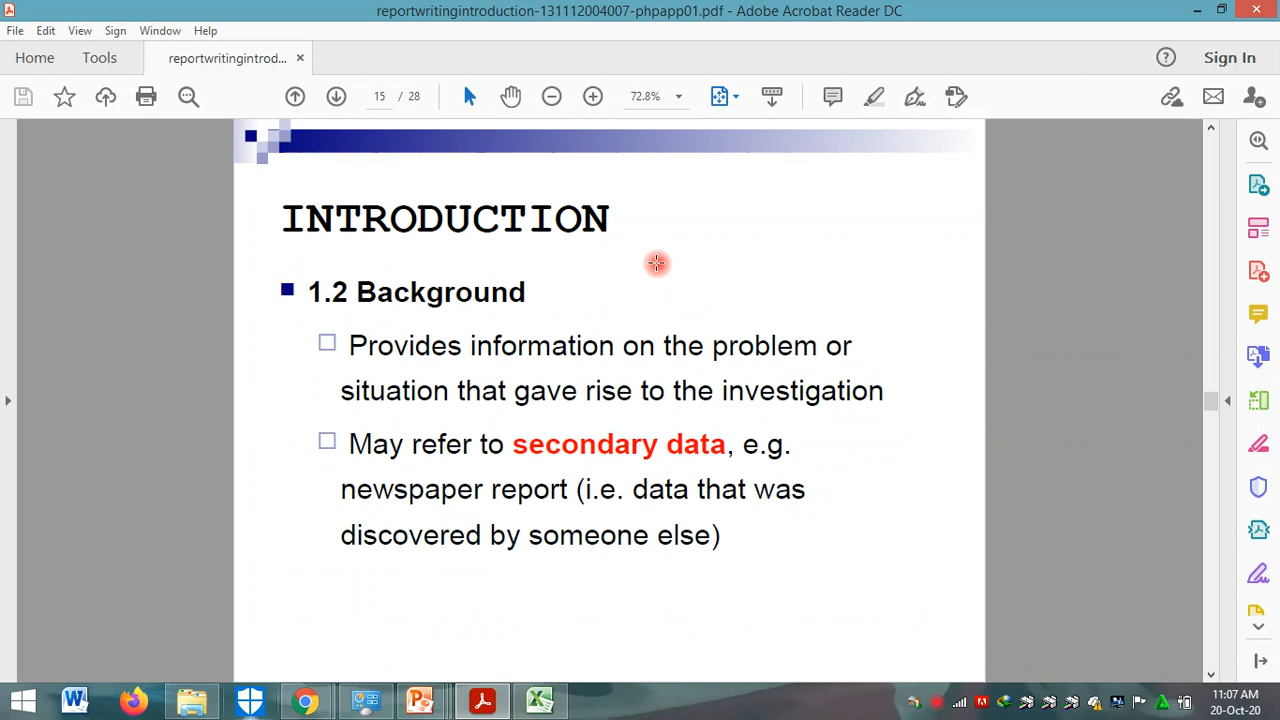 reportwritingintroduction-131112004007-phpapp01.pdf - Adobe Acrobat Reader DC
File Edit View Sign Window Help
Home Tools reportwritingintrod... × Sign In
15 / 28 72.8%
INTRODUCTION
1.2 Background
Provides information on the problem or
situation that gave rise to the investigation
May refer to secondary data, e.g.
newspaper report (i.e. data that was
discovered by someone else)
11:07 AM
20-Oct-20